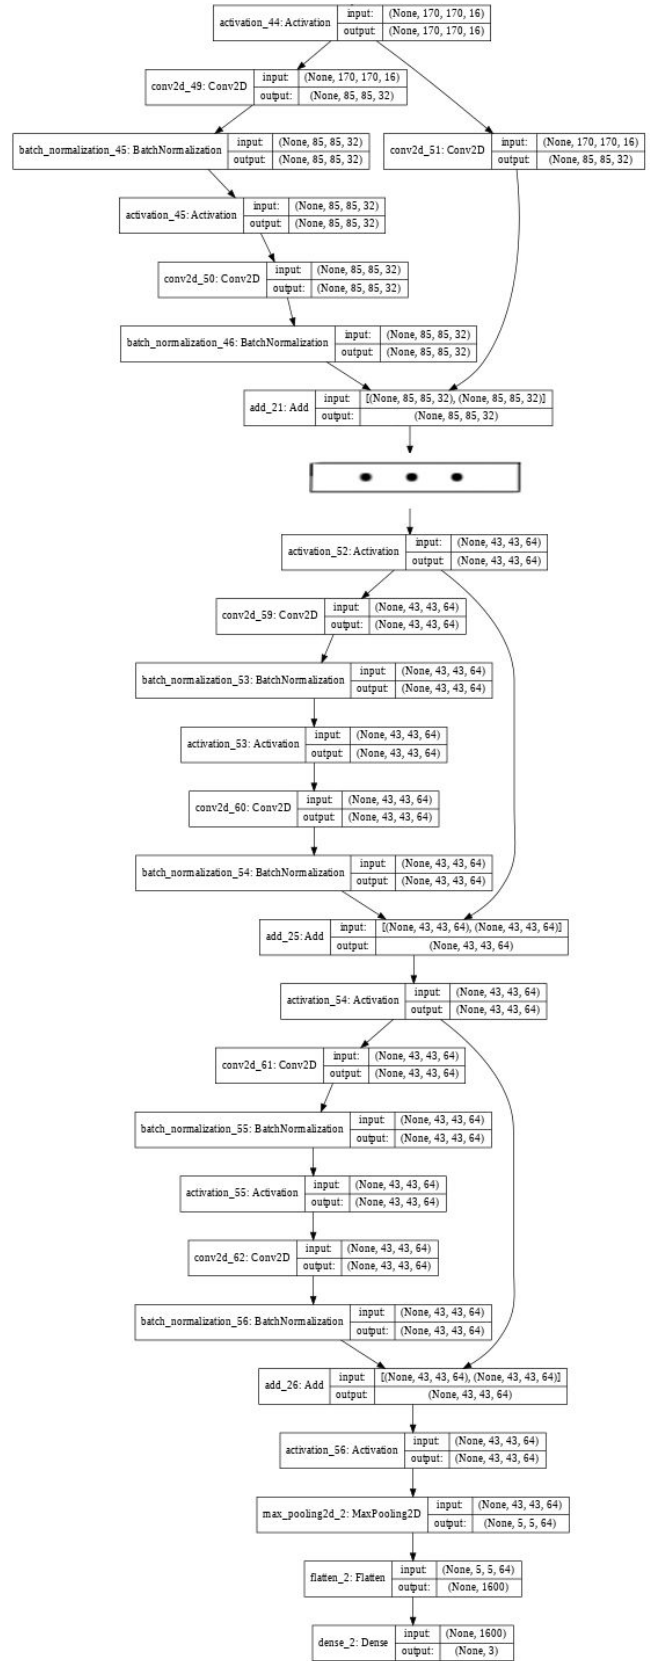 activation_44: Activation input: (None, 170, 170, 16)
output: (None, 170, 170, 16)
conv2d_49: Conv2D input: (None, 170, 170, 16)
output: (None, 85, 85, 32)
batch_normalization_45: BatchNormalization input: (None, 85, 85, 32)
output: (None, 85, 85, 32)
conv2d_51: Conv2D input: (None, 170, 170, 16)
output: (None, 85, 85, 32)
activation_45: Activation input: (None, 85, 85, 32)
output: (None, 85, 85, 32)
conv2d_50: Conv2D input: (None, 85, 85, 32)
output: (None, 85, 85, 32)
batch_normalization_46: BatchNormalization input: (None, 85, 85, 32)
output: (None, 85, 85, 32)
add_21: Add input: [(None, 85, 85, 32), (None, 85, 85, 32)]
output: (None, 85, 85, 32)
activation_52: Activation input: (None, 43, 43, 64)
output: (None, 43, 43, 64)
conv2d_59: Conv2D input: (None, 43, 43, 64)
output: (None, 43, 43, 64)
batch_normalization_53: BatchNormalization input: (None, 43, 43, 64)
output: (None, 43, 43, 64)
activation_53: Activation input: (None, 43, 43, 64)
output: (None, 43, 43, 64)
conv2d_60: Conv2D input: (None, 43, 43, 64)
output: (None, 43, 43, 64)
batch_normalization_54: BatchNormalization input: (None, 43, 43, 64)
output: (None, 43, 43, 64)
add_25: Add input: [(None, 43, 43, 64), (None, 43, 43, 64)]
output: (None, 43, 43, 64)
activation_54: Activation input: (None, 43, 43, 64)
output: (None, 43, 43, 64)
conv2d_61: Conv2D input: (None, 43, 43, 64)
output: (None, 43, 43, 64)
batch_normalization_55: BatchNormalization input: (None, 43, 43, 64)
output: (None, 43, 43, 64)
activation_55: Activation input: (None, 43, 43, 64)
output: (None, 43, 43, 64)
conv2d_62: Conv2D input: (None, 43, 43, 64)
output: (None, 43, 43, 64)
batch_normalization_56: BatchNormalization input: (None, 43, 43, 64)
output: (None, 43, 43, 64)
add_26: Add input: [(None, 43, 43, 64), (None, 43, 43, 64)]
output: (None, 43, 43, 64)
activation_56: Activation input: (None, 43, 43, 64)
output: (None, 43, 43, 64)
max_pooling2d_2: MaxPooling2D input: (None, 43, 43, 64)
output: (None, 5, 5, 64)
flatten_2: Flatten input: (None, 5, 5, 64)
output: (None, 1600)
dense_2: Dense input: (None, 1600)
output: (None, 3)